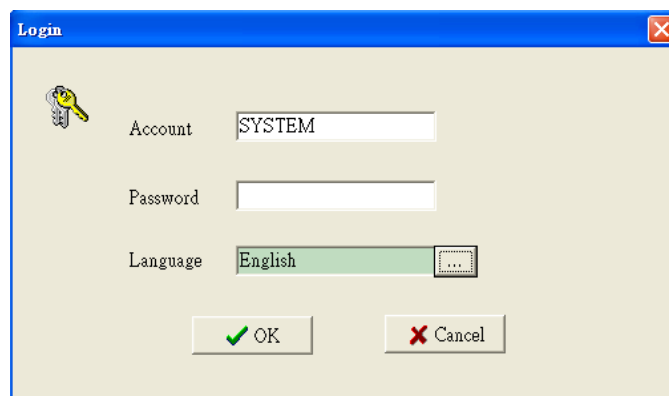 Login
Account SYSTEM
Password
Language English ...
OK Cancel